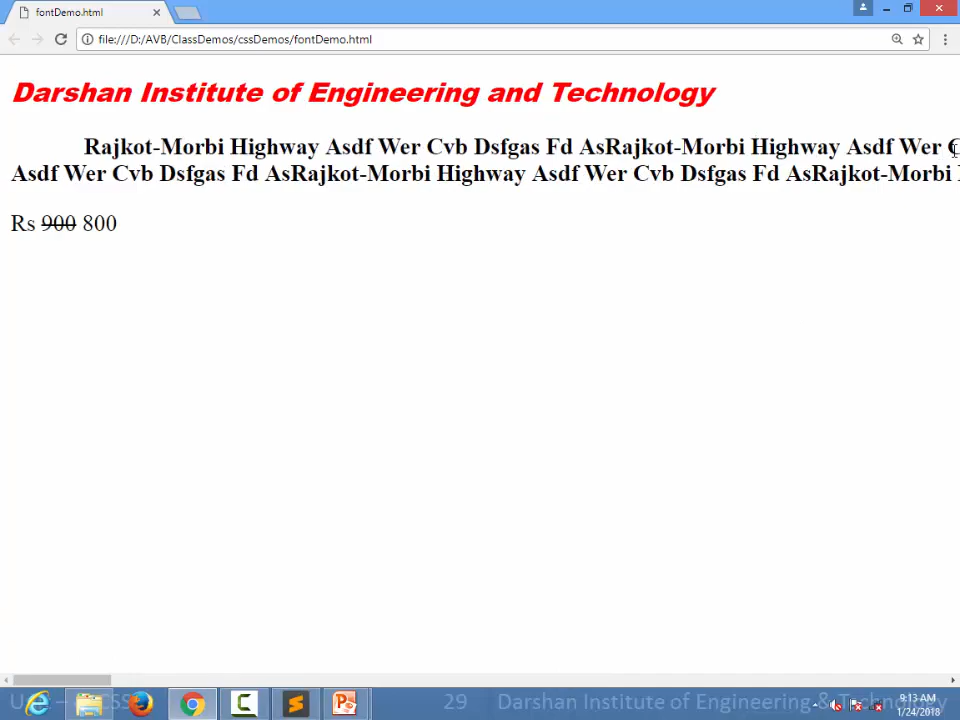 fontDemo.html
file:///D:/AVB/ClassDemos/cssDemos/fontDemo.html
Darshan Institute of Engineering and Technology
Rajkot-Morbi Highway Asdf Wer Cvb Dsfgas Fd AsRajkot-Morbi Highway Asdf Wer
Asdf Wer Cvb Dsfgas Fd AsRajkot-Morbi Highway Asdf Wer Cvb Dsfgas Fd AsRajkot-Morbi
Rs 900 800
29 Darshan Institute of Engineering & Technology
9:13 AM
1/24/2018